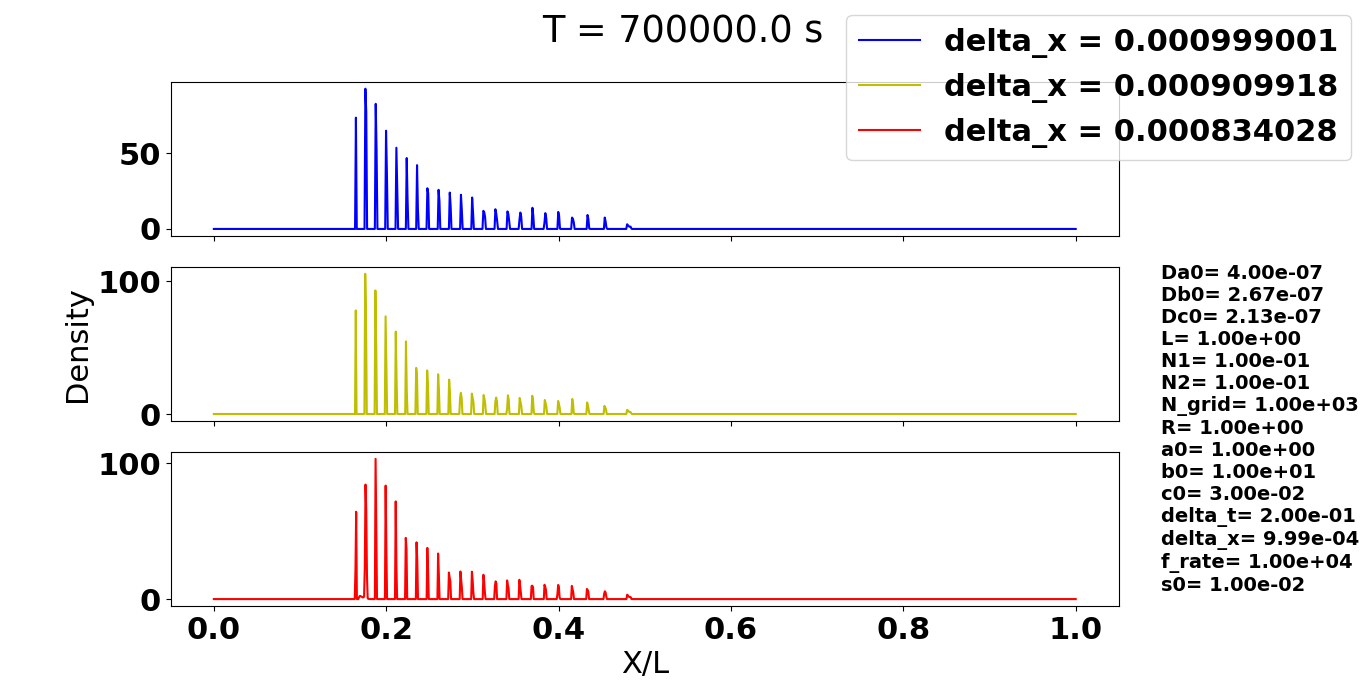 T = 700000.0 s
delta_x = 0.000999001
delta_x = 0.000909918
delta_x = 0.000834028
50
0
100
0
100
0
Density
0.0 0.2 0.4 0.6 0.8 1.0
X/L
Da0= 4.00e-07
Db0= 2.67e-07
Dc0= 2.13e-07
L= 1.00e+00
N1= 1.00e-01
N2= 1.00e-01
N_grid= 1.00e+03
R= 1.00e+00
a0= 1.00e+00
b0= 1.00e+01
c0= 3.00e-02
delta_t= 2.00e-01
delta_x= 9.99e-04
f_rate= 1.00e+04
s0= 1.00e-02